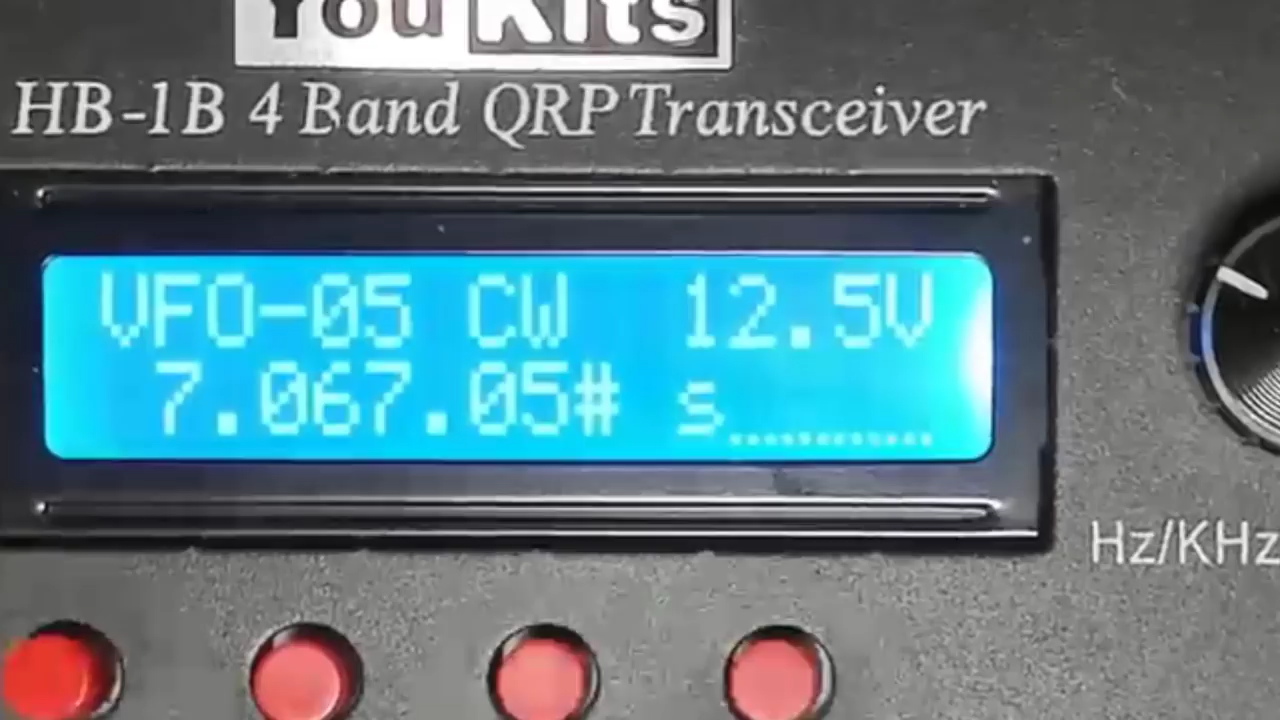 YouKits
HB-1B 4 Band QRP Transceiver
VFO-05 CW 12.5V
7.067.05# s
Hz/KHz